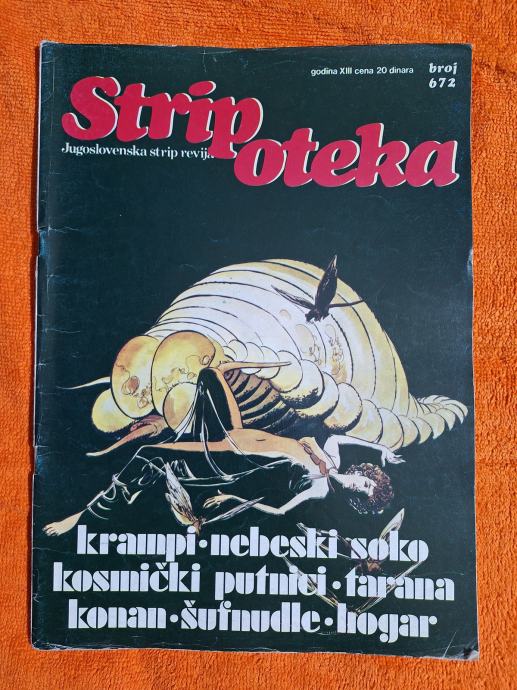 godina XIII cena 20 dinara
broj
672
Strip
Jugoslovenska strip revija
oteka
krampi·nebeski soko
kosmički putnici·tarana
konan·šufnudle·hogar